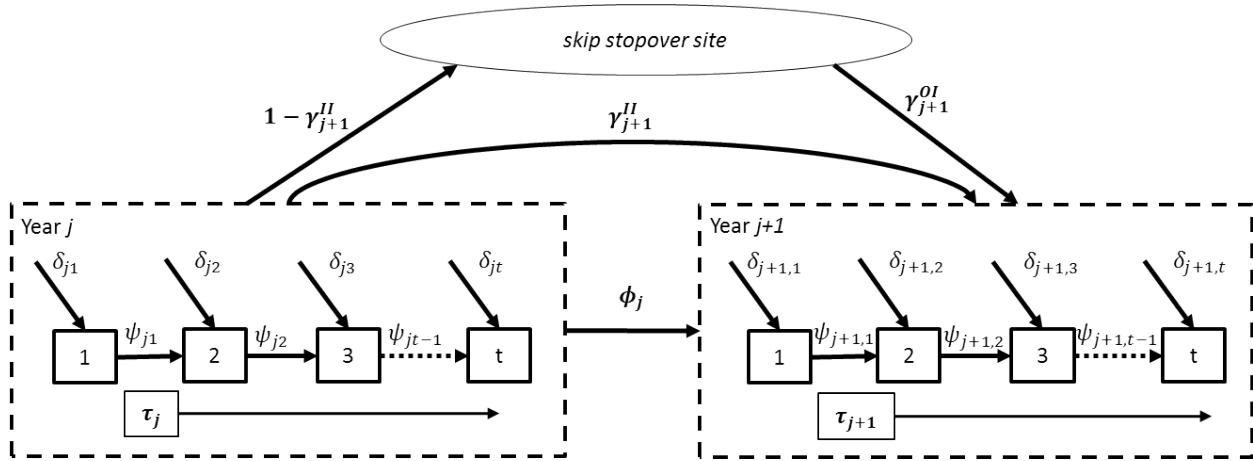 skip stopover site
1 − γ_{j+1}^{II}
γ_{j+1}^{II}
γ_{j+1}^{OI}
Year j
δ_{j1} δ_{j2} δ_{j3} δ_{jt}
ψ_{j1} ψ_{j2} ψ_{jt−1}
1 2 3 t
τ_j
ϕ_j
Year j+1
δ_{j+1,1} δ_{j+1,2} δ_{j+1,3} δ_{j+1,t}
ψ_{j+1,1} ψ_{j+1,2} ψ_{j+1,t−1}
1 2 3 t
τ_{j+1}